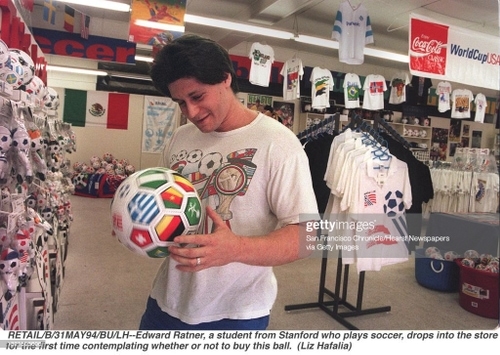 occer
Enjoy
Coca-Cola
WorldCupUSA
gettyimages
San Francisco Chronicle/Hearst Newspapers
via Getty Images
RETAIL/B/31MAY94/BU/LH--Edward Ratner, a student from Stanford who plays soccer, drops into the store
for the first time contemplating whether or not to buy this ball. (Liz Hafalia)